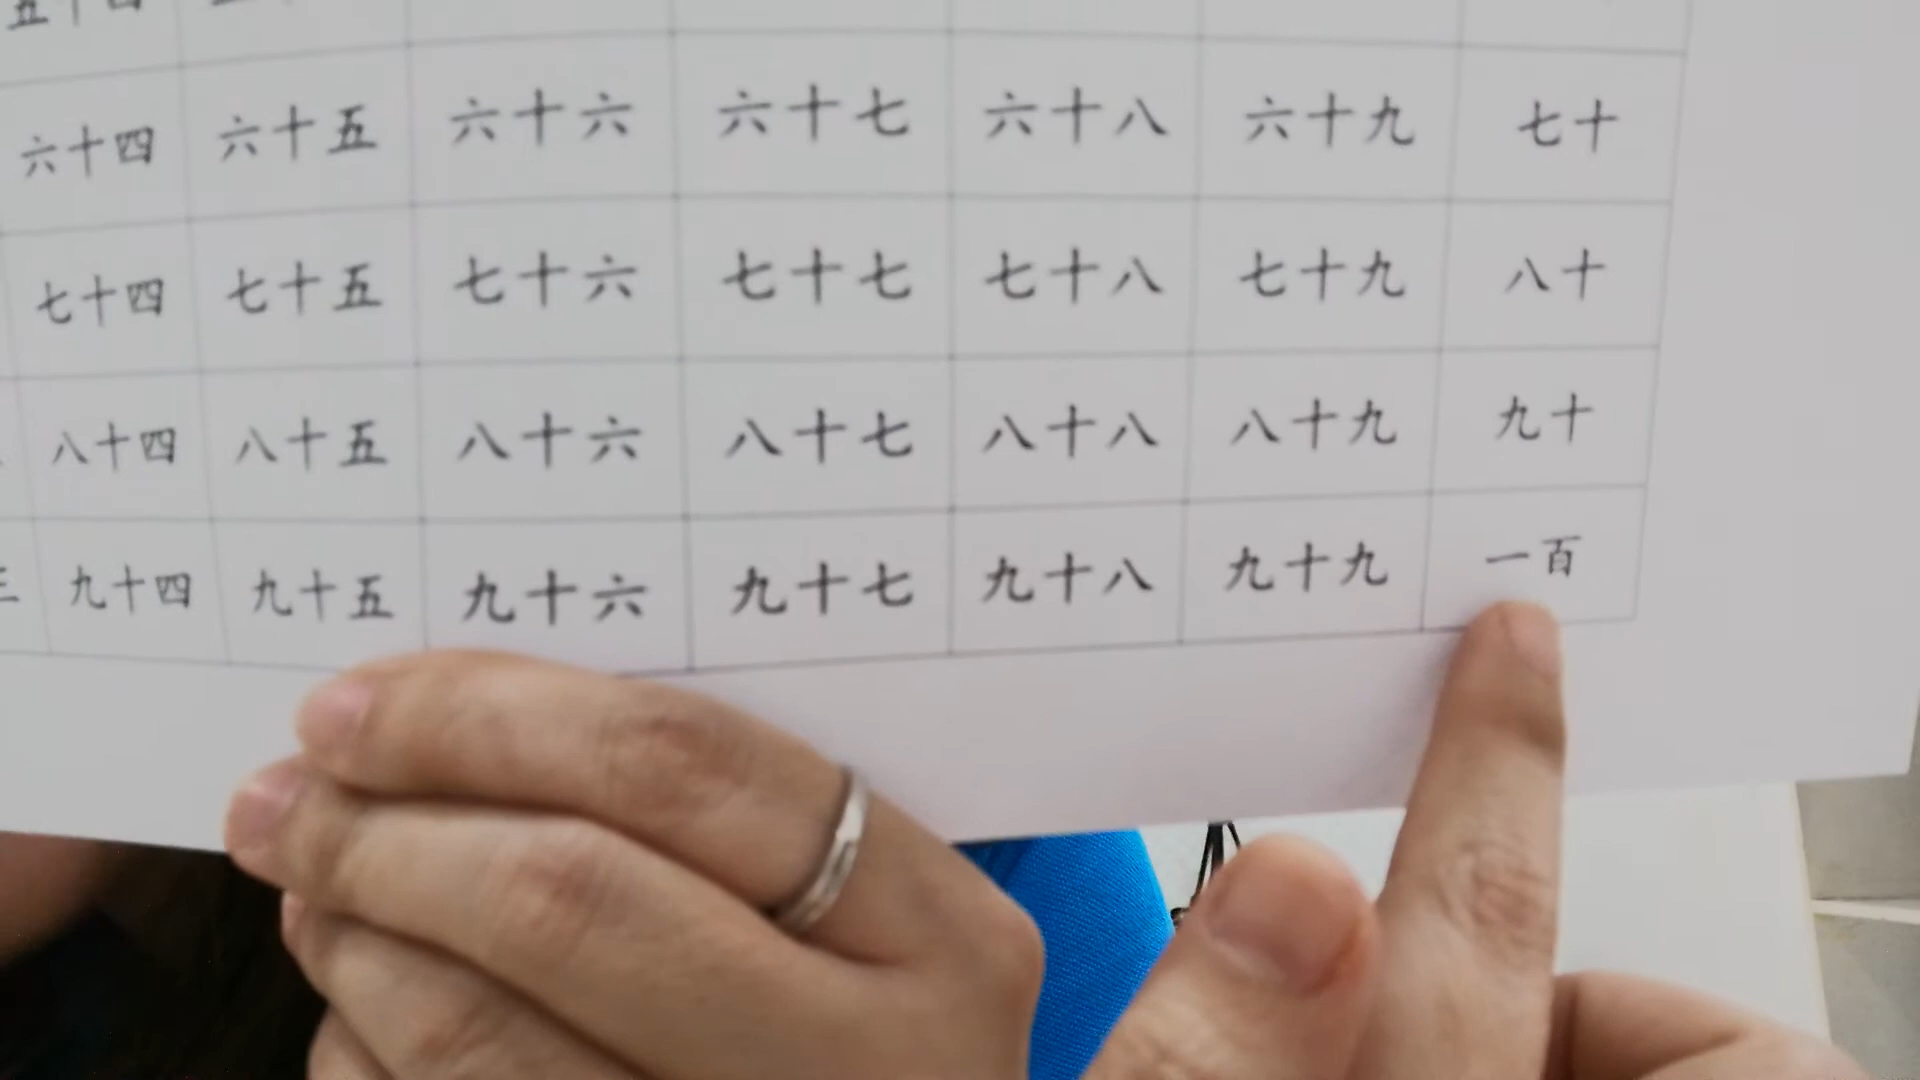 五十四
六十四 六十五 六十六 六十七 六十八 六十九 七十
七十四 七十五 七十六 七十七 七十八 七十九 八十
八十四 八十五 八十六 八十七 八十八 八十九 九十
三 九十四 九十五 九十六 九十七 九十八 九十九 一百